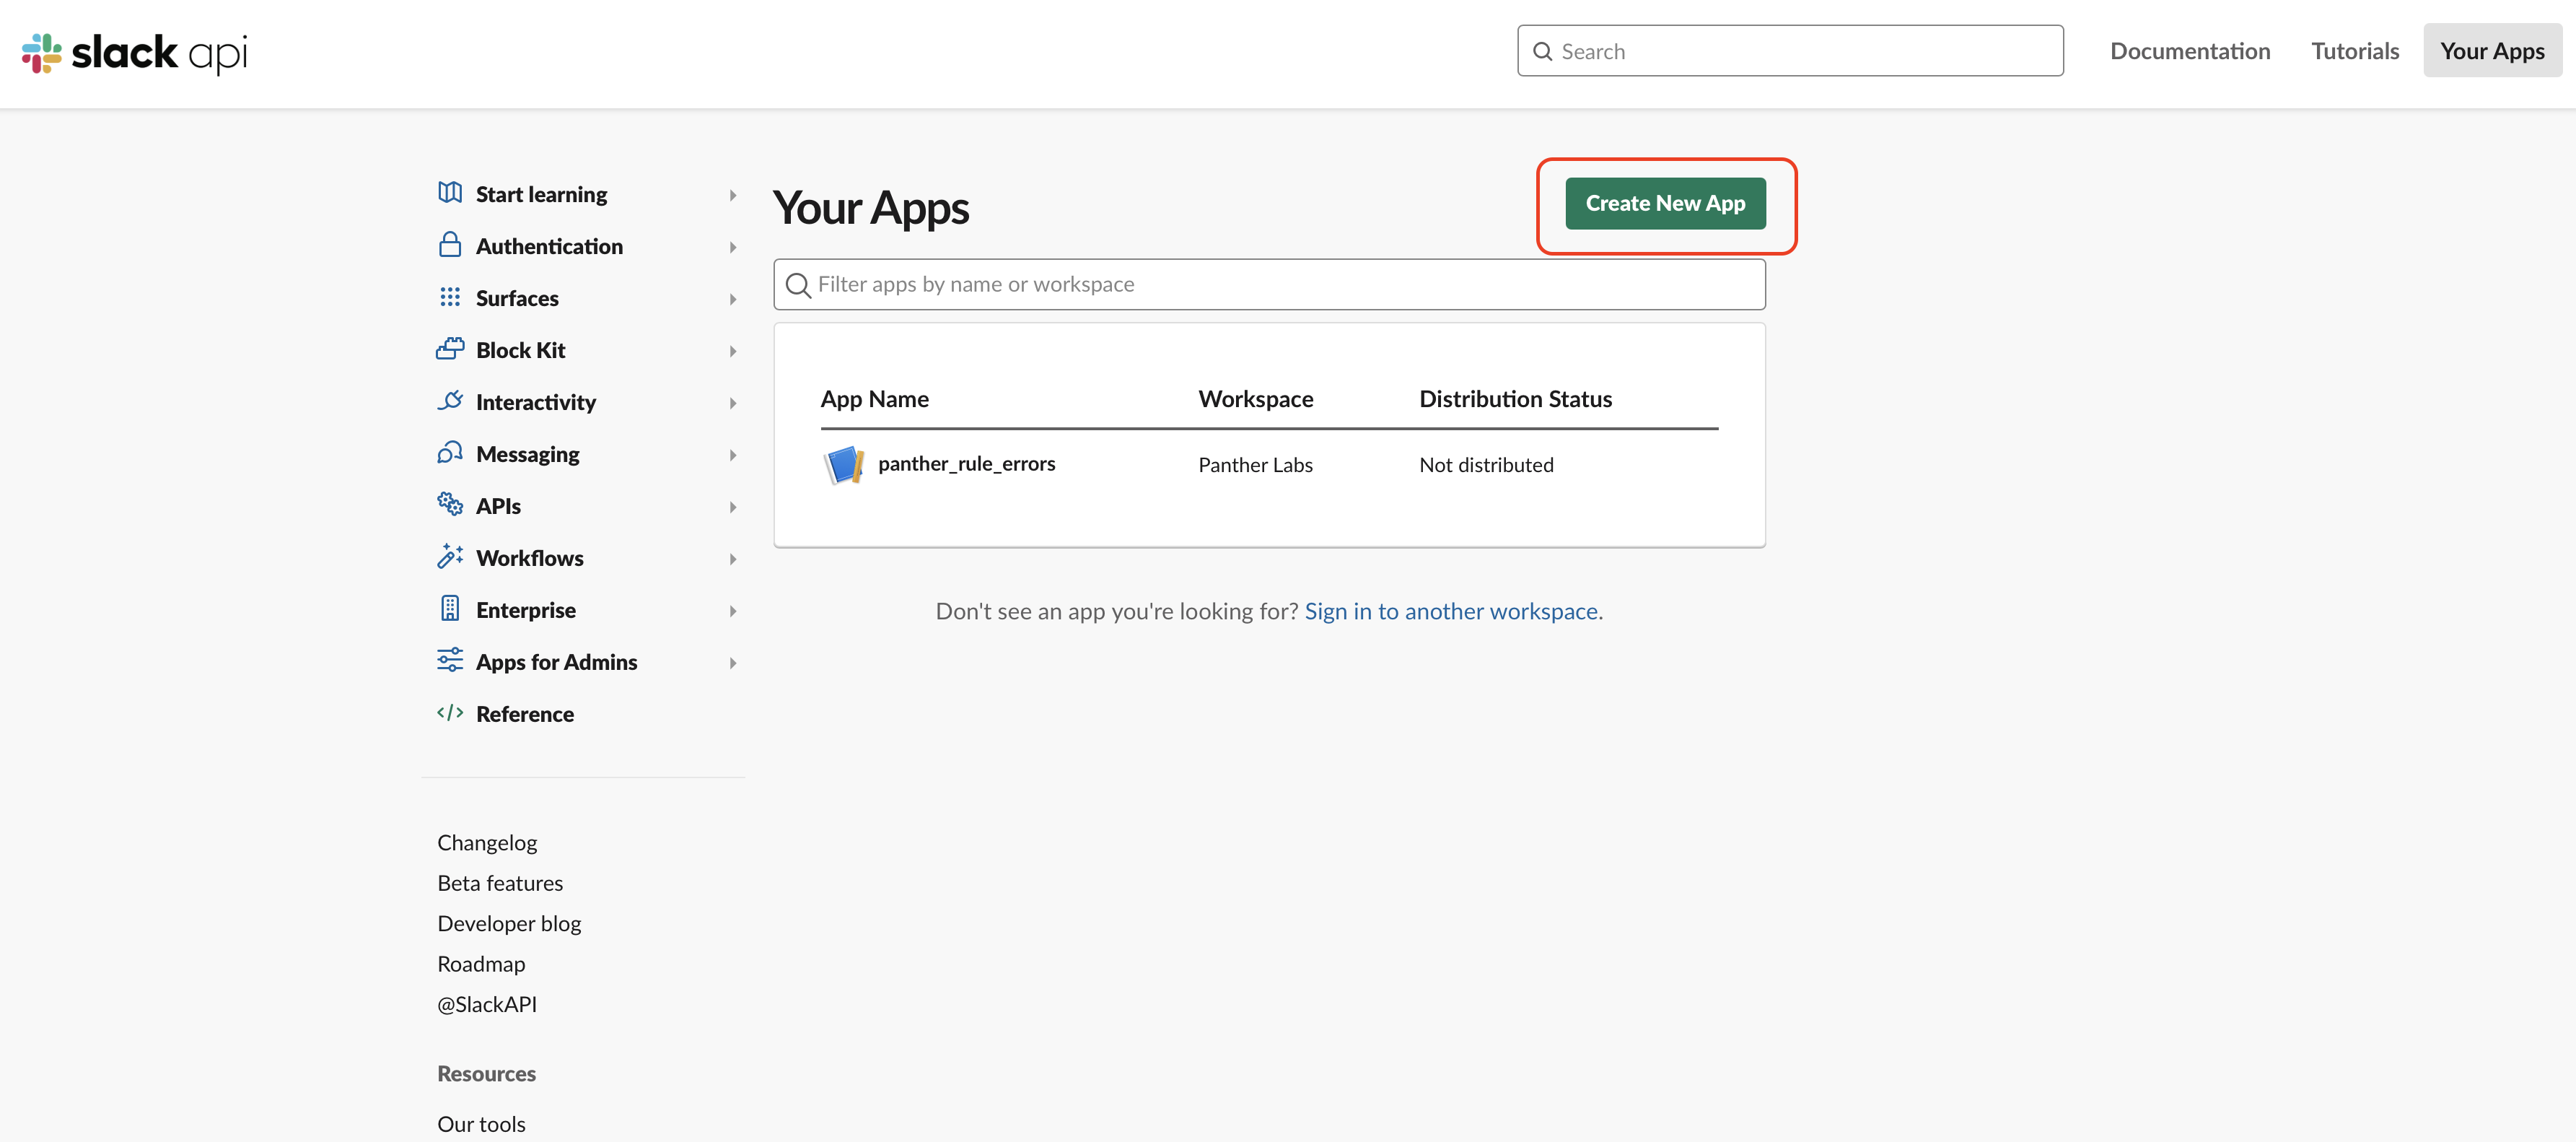 slack api
Search
Documentation
Tutorials
Your Apps
Start learning
Authentication
Surfaces
Block Kit
Interactivity
Messaging
APIs
Workflows
Enterprise
Apps for Admins
Reference
Changelog
Beta features
Developer blog
Roadmap
@SlackAPI
Resources
Our tools
Your Apps
Create New App
Filter apps by name or workspace
App Name Workspace Distribution Status
panther_rule_errors Panther Labs Not distributed
Don't see an app you're looking for? Sign in to another workspace.